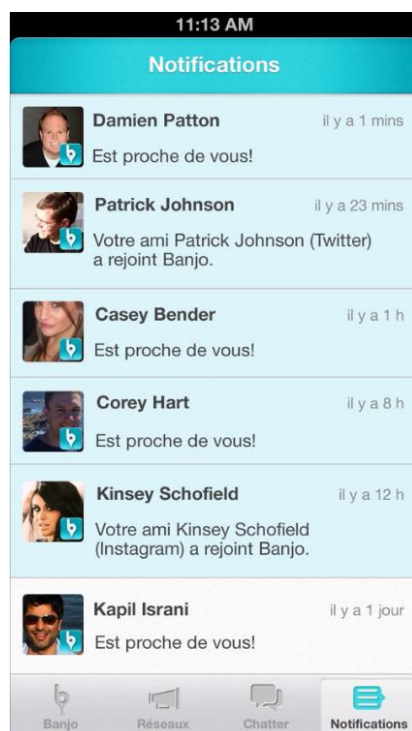 11:13 AM
Notifications
Damien Patton il y a 1 mins
Est proche de vous!
Patrick Johnson il y a 23 mins
Votre ami Patrick Johnson (Twitter)
a rejoint Banjo.
Casey Bender il y a 1 h
Est proche de vous!
Corey Hart il y a 8 h
Est proche de vous!
Kinsey Schofield il y a 12 h
Votre ami Kinsey Schofield
(Instagram) a rejoint Banjo.
Kapil Israni il y a 1 jour
Est proche de vous!
Banjo Réseaux Chatter Notifications